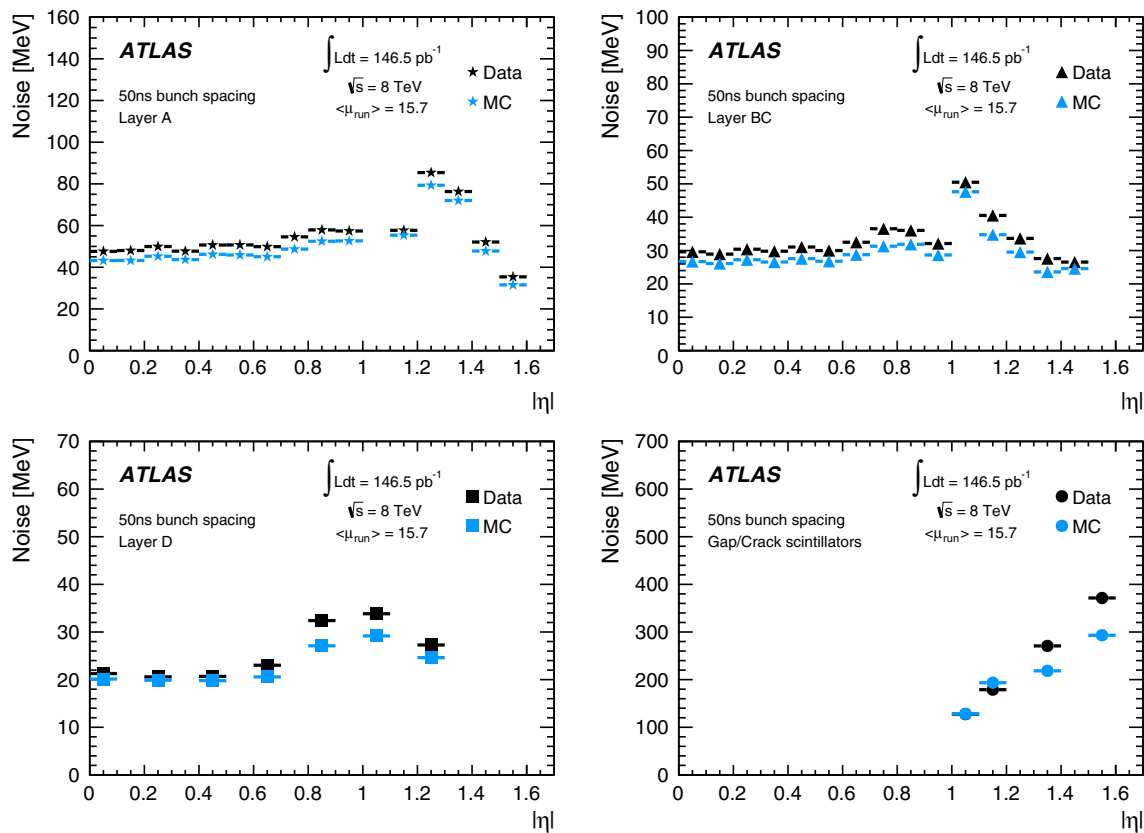 Noise [MeV]
160
140
120
100
80
60
40
20
0
ATLAS
∫Ldt = 146.5 pb⁻¹
√s = 8 TeV
<μrun> = 15.7
50ns bunch spacing
Layer A
Data
MC
0 0.2 0.4 0.6 0.8 1 1.2 1.4 1.6
|η|
Noise [MeV]
100
90
80
70
60
50
40
30
20
10
0
ATLAS
∫Ldt = 146.5 pb⁻¹
√s = 8 TeV
<μrun> = 15.7
50ns bunch spacing
Layer BC
Data
MC
0 0.2 0.4 0.6 0.8 1 1.2 1.4 1.6
|η|
Noise [MeV]
70
60
50
40
30
20
10
0
ATLAS
∫Ldt = 146.5 pb⁻¹
√s = 8 TeV
<μrun> = 15.7
50ns bunch spacing
Layer D
Data
MC
0 0.2 0.4 0.6 0.8 1 1.2 1.4 1.6
|η|
Noise [MeV]
700
600
500
400
300
200
100
0
ATLAS
∫Ldt = 146.5 pb⁻¹
√s = 8 TeV
<μrun> = 15.7
50ns bunch spacing
Gap/Crack scintillators
Data
MC
0 0.2 0.4 0.6 0.8 1 1.2 1.4 1.6
|η|